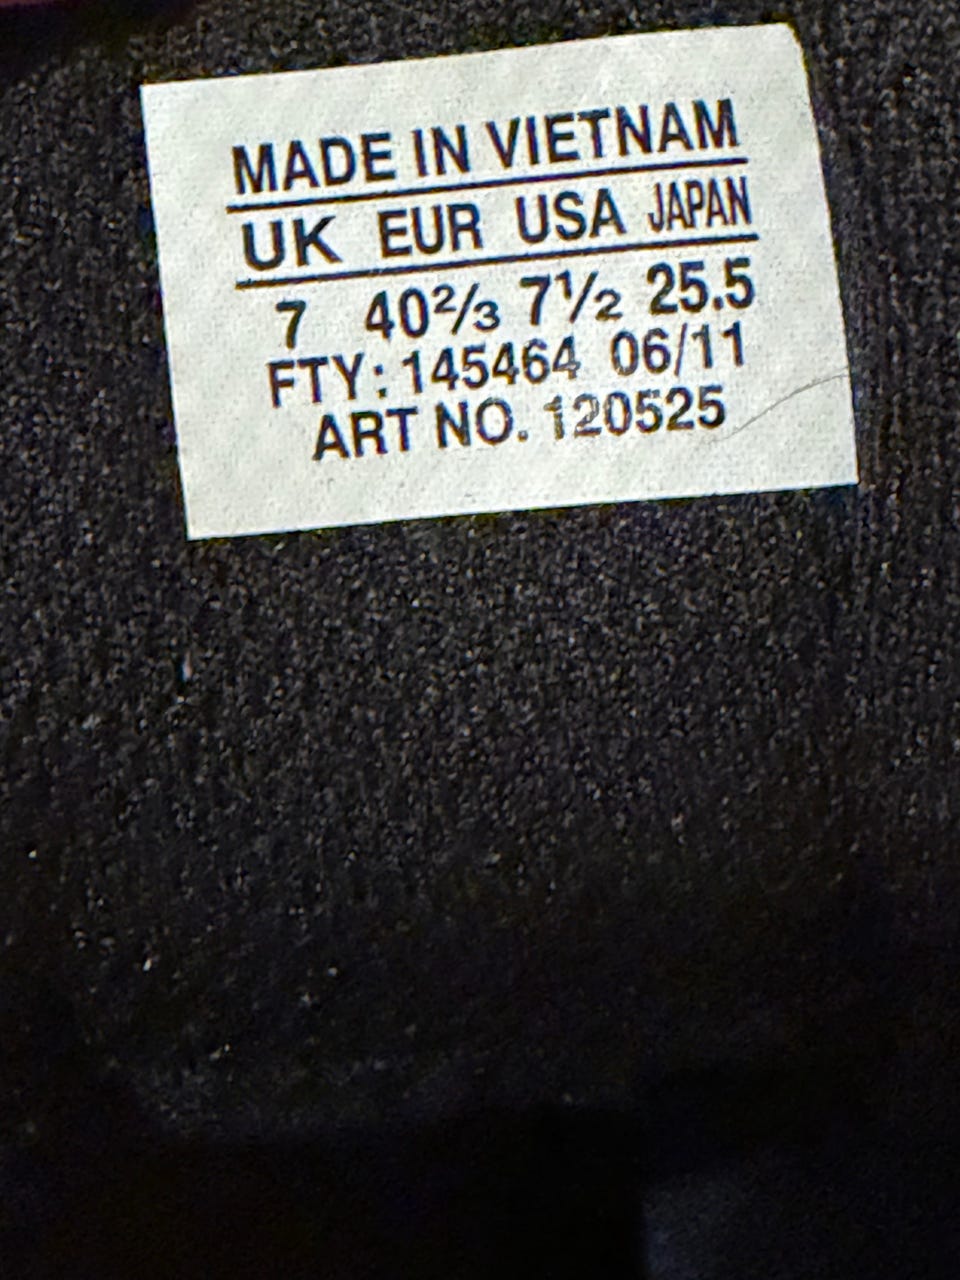 MADE IN VIETNAM
UK EUR USA JAPAN
7 40⅔ 7½ 25.5
FTY: 145464 06/11
ART NO. 120525